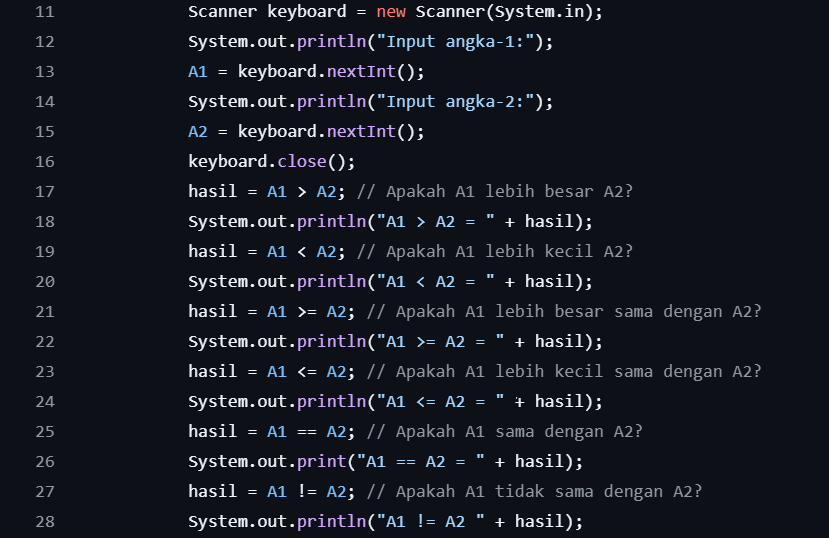 11 Scanner keyboard = new Scanner(System.in);
12 System.out.println("Input angka-1:");
13 A1 = keyboard.nextInt();
14 System.out.println("Input angka-2:");
15 A2 = keyboard.nextInt();
16 keyboard.close();
17 hasil = A1 > A2; // Apakah A1 lebih besar A2?
18 System.out.println("A1 > A2 = " + hasil);
19 hasil = A1 < A2; // Apakah A1 lebih kecil A2?
20 System.out.println("A1 < A2 = " + hasil);
21 hasil = A1 >= A2; // Apakah A1 lebih besar sama dengan A2?
22 System.out.println("A1 >= A2 = " + hasil);
23 hasil = A1 <= A2; // Apakah A1 lebih kecil sama dengan A2?
24 System.out.println("A1 <= A2 = " + hasil);
25 hasil = A1 == A2; // Apakah A1 sama dengan A2?
26 System.out.print("A1 == A2 = " + hasil);
27 hasil = A1 != A2; // Apakah A1 tidak sama dengan A2?
28 System.out.println("A1 != A2 " + hasil);